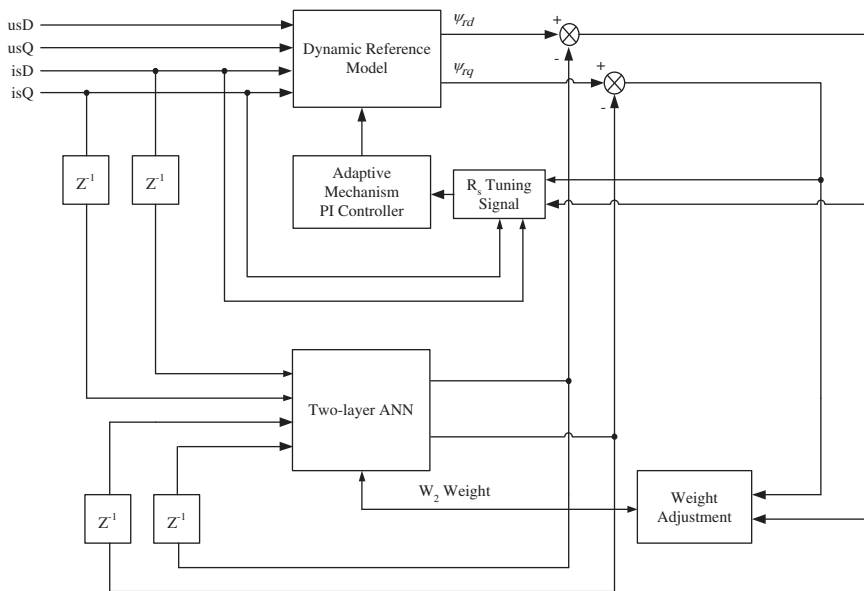 usD
usQ
isD
isQ
Dynamic Reference
Model
ψrd
ψrq
+
-
+
-
Z-1
Z-1
Adaptive
Mechanism
PI Controller
Rs Tuning
Signal
Two-layer ANN
W2 Weight
Weight
Adjustment
Z-1
Z-1